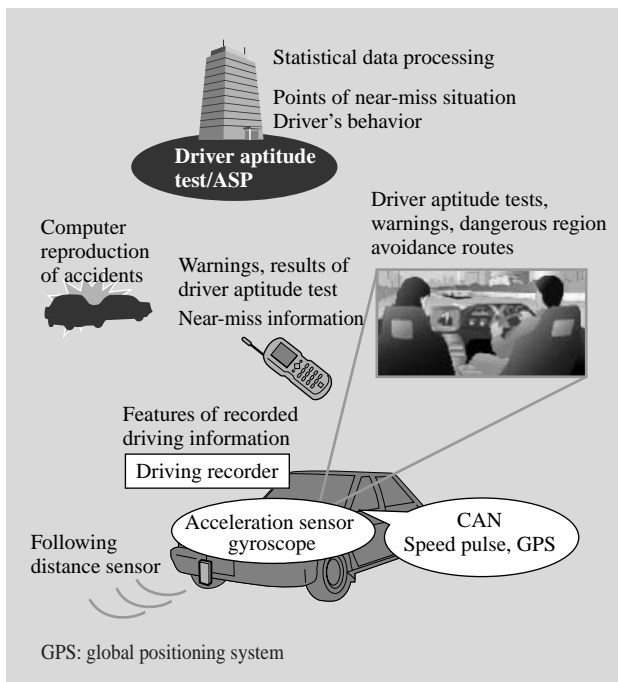 Statistical data processing
Points of near-miss situation
Driver's behavior
Driver aptitude
test/ASP
Driver aptitude tests,
warnings, dangerous region
avoidance routes
Computer
reproduction
of accidents
Warnings, results of
driver aptitude test
Near-miss information
Features of recorded
driving information
Driving recorder
Acceleration sensor
gyroscope
CAN
Speed pulse, GPS
Following
distance sensor
GPS: global positioning system